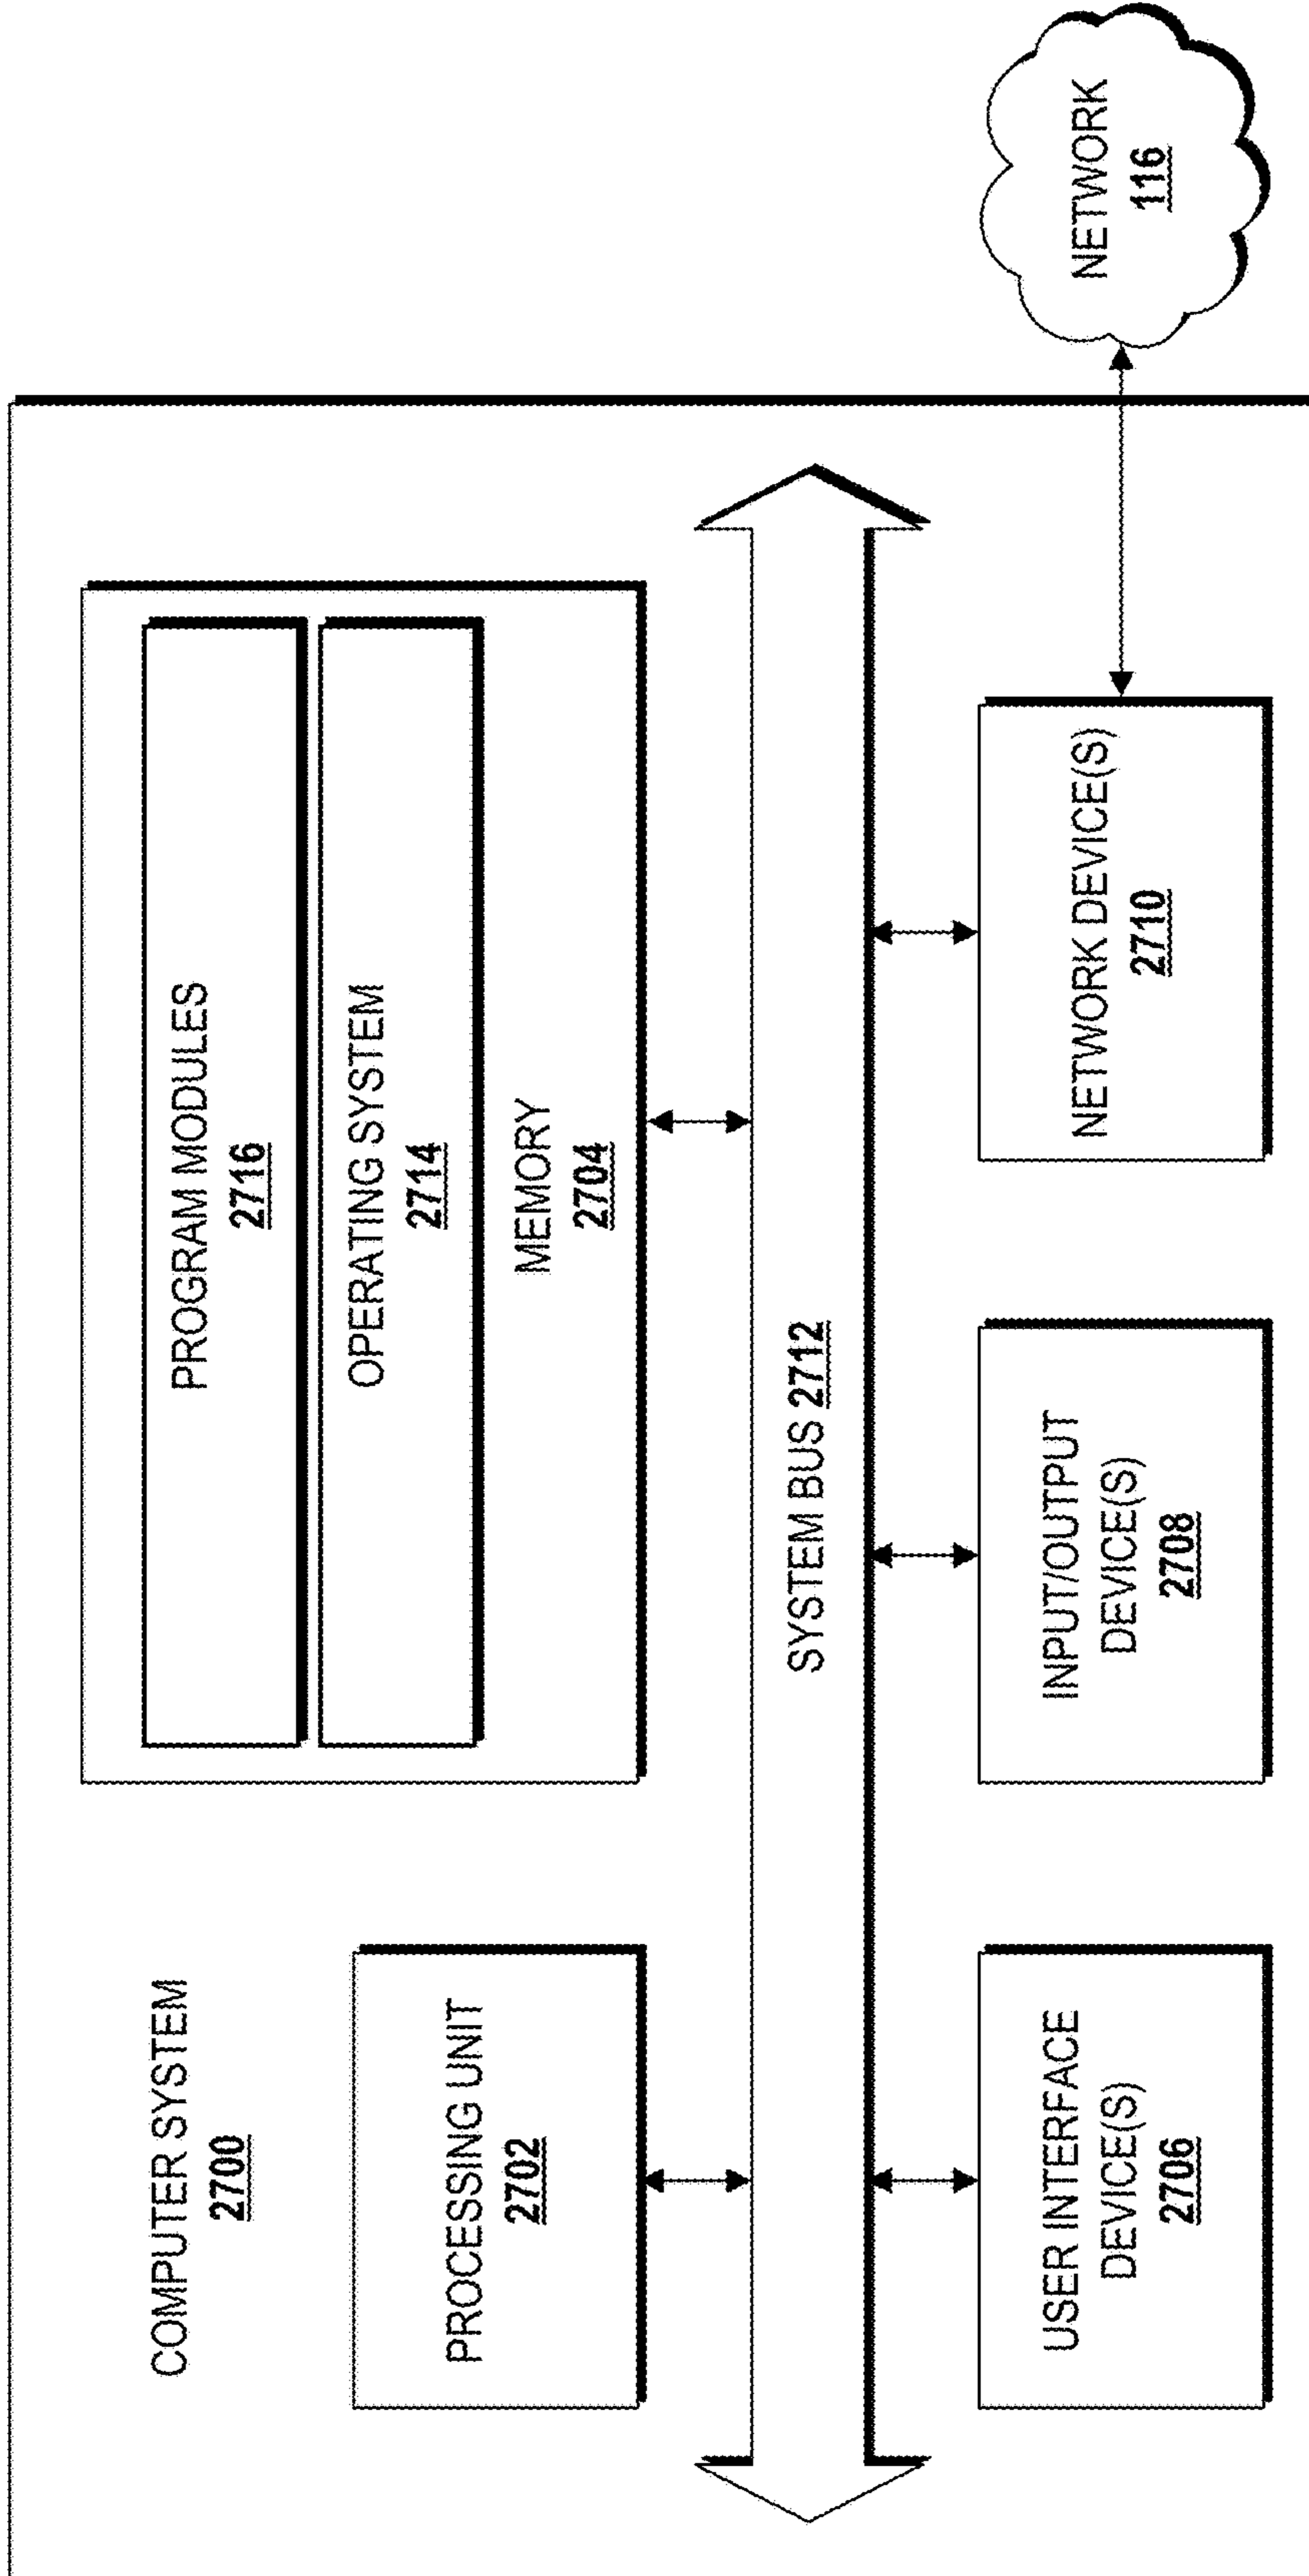 COMPUTER SYSTEM
2700
PROCESSING UNIT
2702
PROGRAM MODULES
2716
OPERATING SYSTEM
2714
MEMORY
2704
SYSTEM BUS 2712
USER INTERFACE
DEVICE(S)
2706
INPUT/OUTPUT
DEVICE(S)
2708
NETWORK DEVICE(S)
2710
NETWORK
116